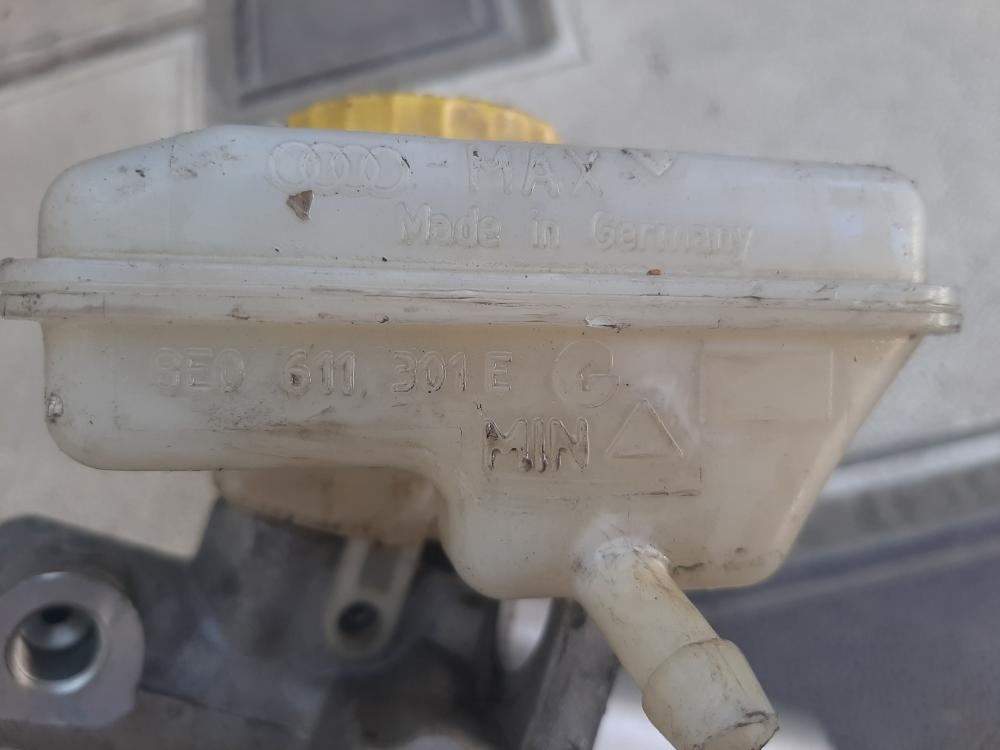 MAX
Made in Germany
8E0 611 301 E
MIN